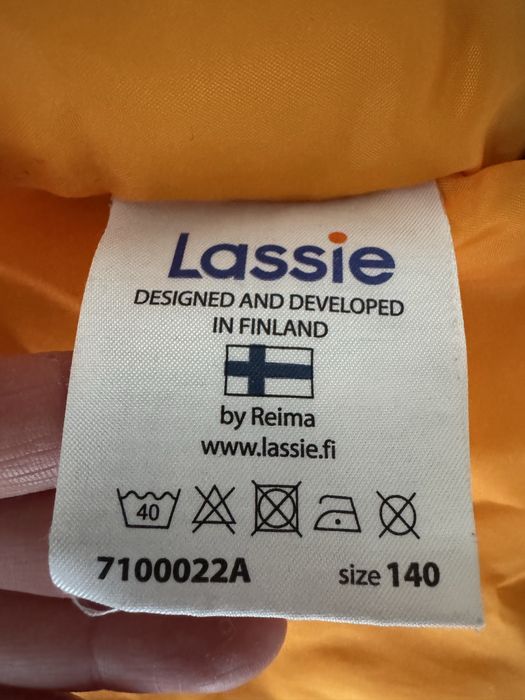 Lassie
DESIGNED AND DEVELOPED
IN FINLAND
by Reima
www.lassie.fi
40
7100022A size 140